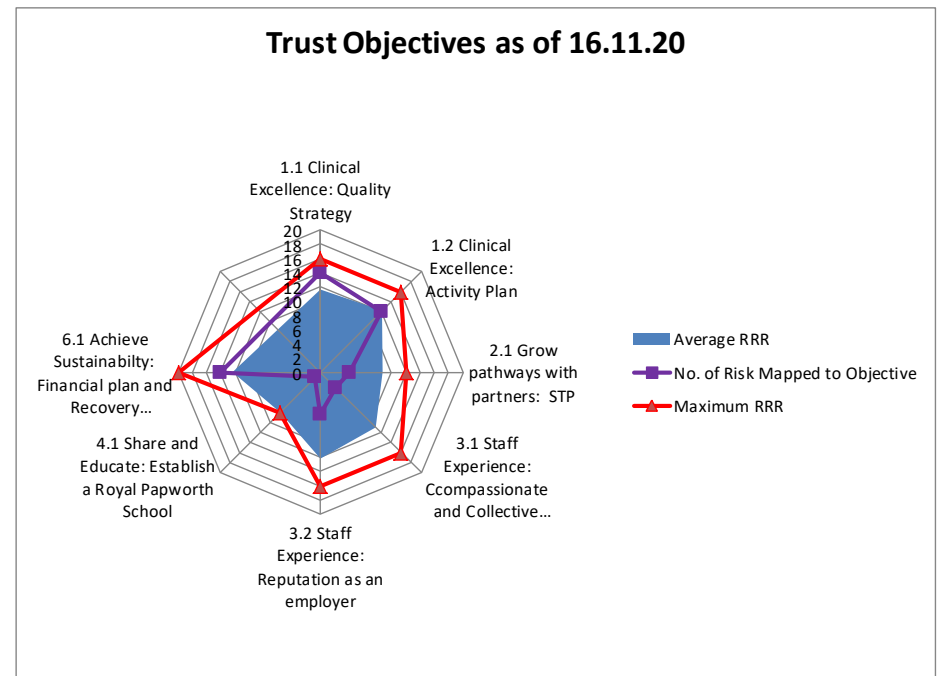 Trust Objectives as of 16.11.20
1.1 Clinical
Excellence: Quality
Strategy
20
18
16
14
12
10
8
6
4
2
0
1.2 Clinical
Excellence:
Activity Plan
2.1 Grow
pathways with
partners: STP
3.1 Staff
Experience:
Ccompassionate
and Collective…
3.2 Staff
Experience:
Reputation as an
employer
4.1 Share and
Educate: Establish
a Royal Papworth
School
6.1 Achieve
Sustainabilty:
Financial plan and
Recovery…
Average RRR
No. of Risk Mapped to Objective
Maximum RRR